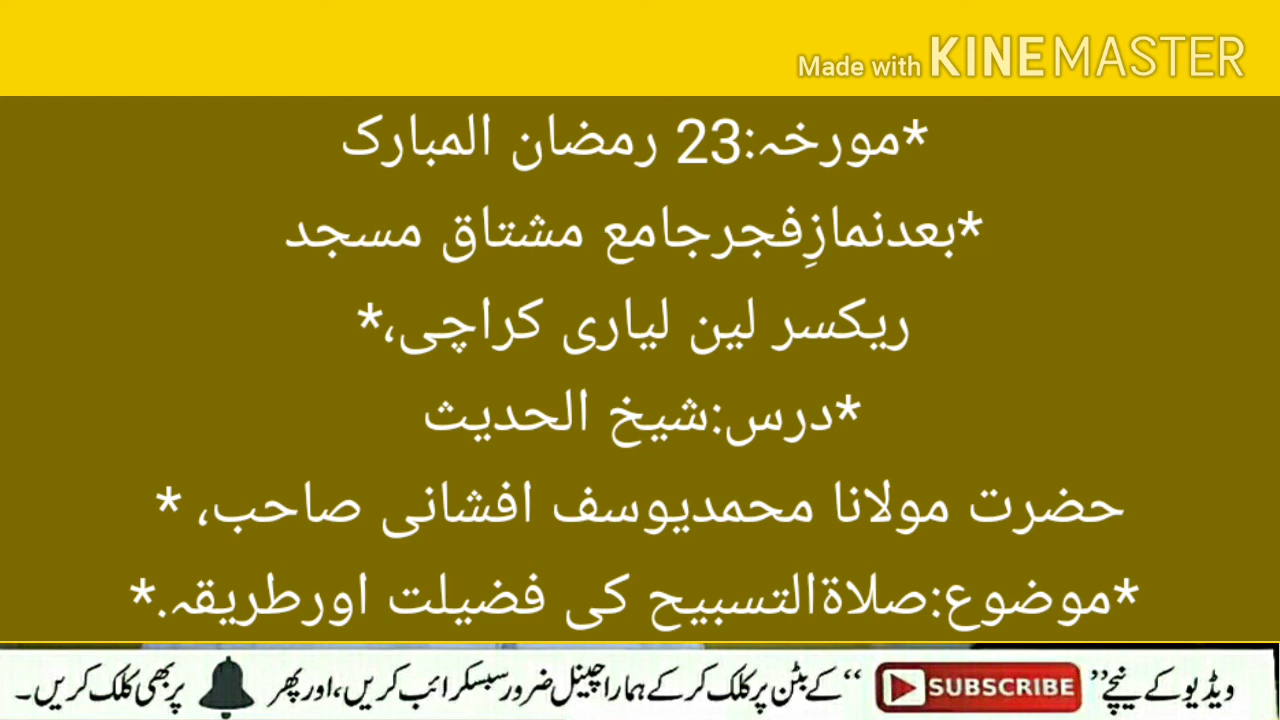 Made with KINEMASTER
*مورخہ:23 رمضان المبارک
*بعدنمازِفجرجامع مشتاق مسجد
ریکسر لین لیاری کراچی،*
*درس:شیخ الحدیث
حضرت مولانا محمدیوسف افشانی صاحب، *
*موضوع:صلاۃالتسبیح کی فضیلت اورطریقہ.*
ویڈیو کے نیچے ”SUBSCRIBE“ کے بٹن پر کلک کر کے ہمارا چینل ضرور سبسکرائب کریں، اور پھر پر بھی کلک کریں۔